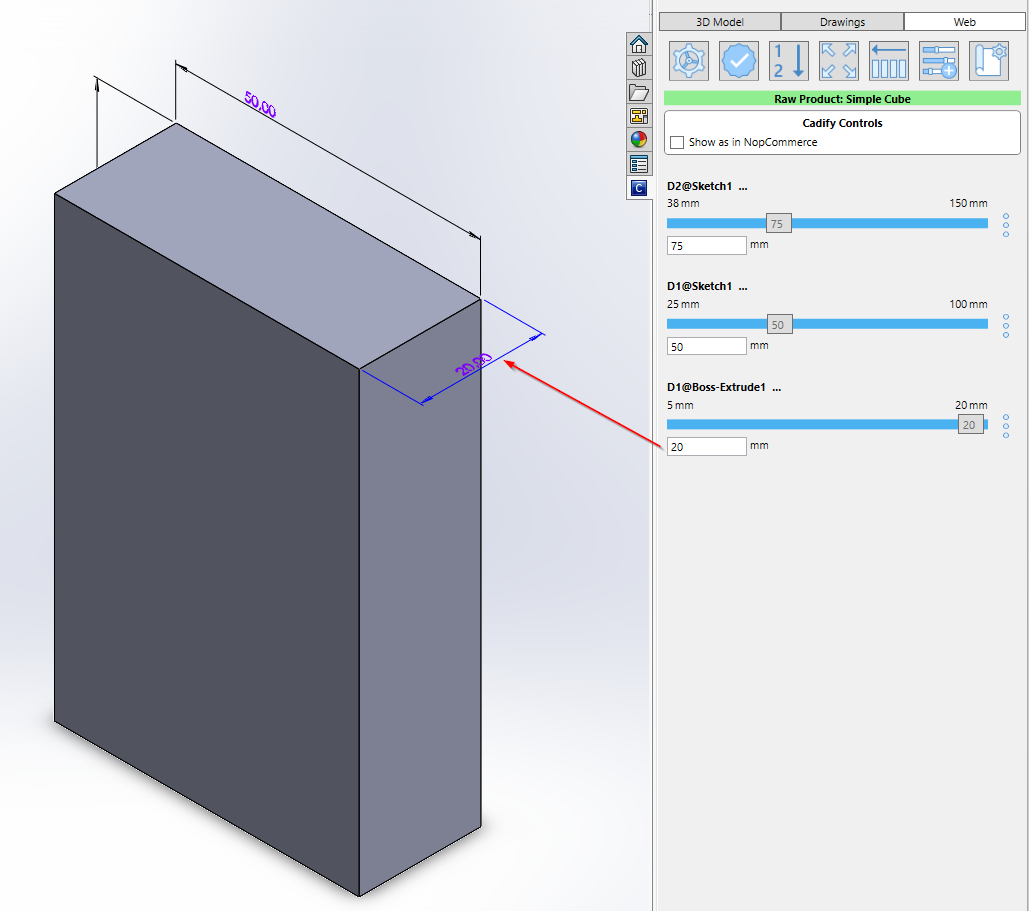 50,00
20,00
3D Model
Drawings
Web
1
2
Raw Product: Simple Cube
Cadify Controls
Show as in NopCommerce
C
D2@Sketch1 ...
38 mm 150 mm
75
75 mm
D1@Sketch1 ...
25 mm 100 mm
50
50 mm
D1@Boss-Extrude1 ...
5 mm 20 mm
20
20 mm